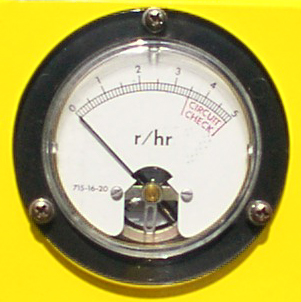 0 1 2 3 4 5
CIRCUIT
CHECK
r/hr
715-16-20